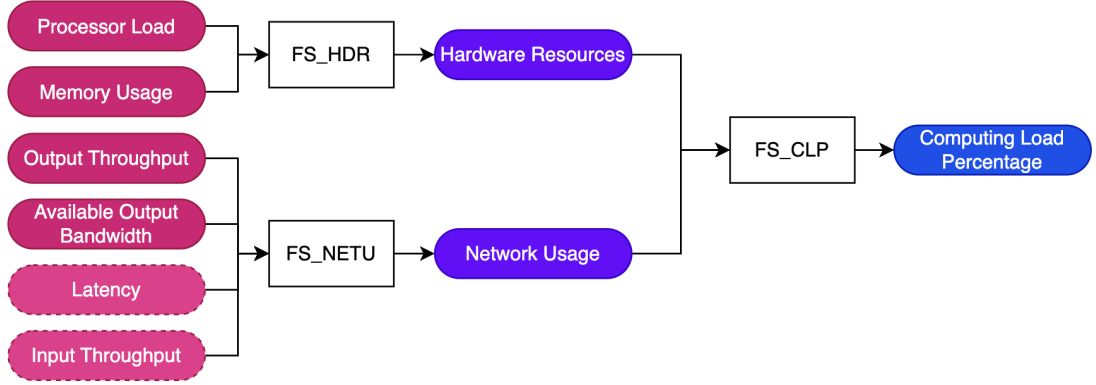 Processor Load
FS_HDR
Hardware Resources
Memory Usage
Output Throughput
FS_CLP
Computing Load
Percentage
Available Output
Bandwidth
FS_NETU
Network Usage
Latency
Input Throughput